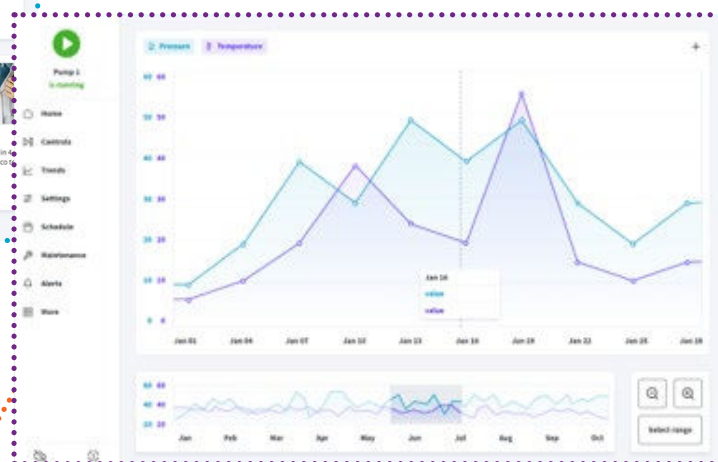 Pump 1
is running
Home
Controls
Trends
Settings
Schedule
Maintenance
Alerts
More
Pressure Temperature +
60 60
50 50
40 40
30 30
20 20
10 10
0 0
Jan 16
value
value
Jan 01 Jan 04 Jan 07 Jan 10 Jan 13 Jan 16 Jan 19 Jan 22 Jan 25 Jan 28
60 60
40 40
20 20
Jan Feb Mar Apr May Jun Jul Aug Sep Oct
Select range